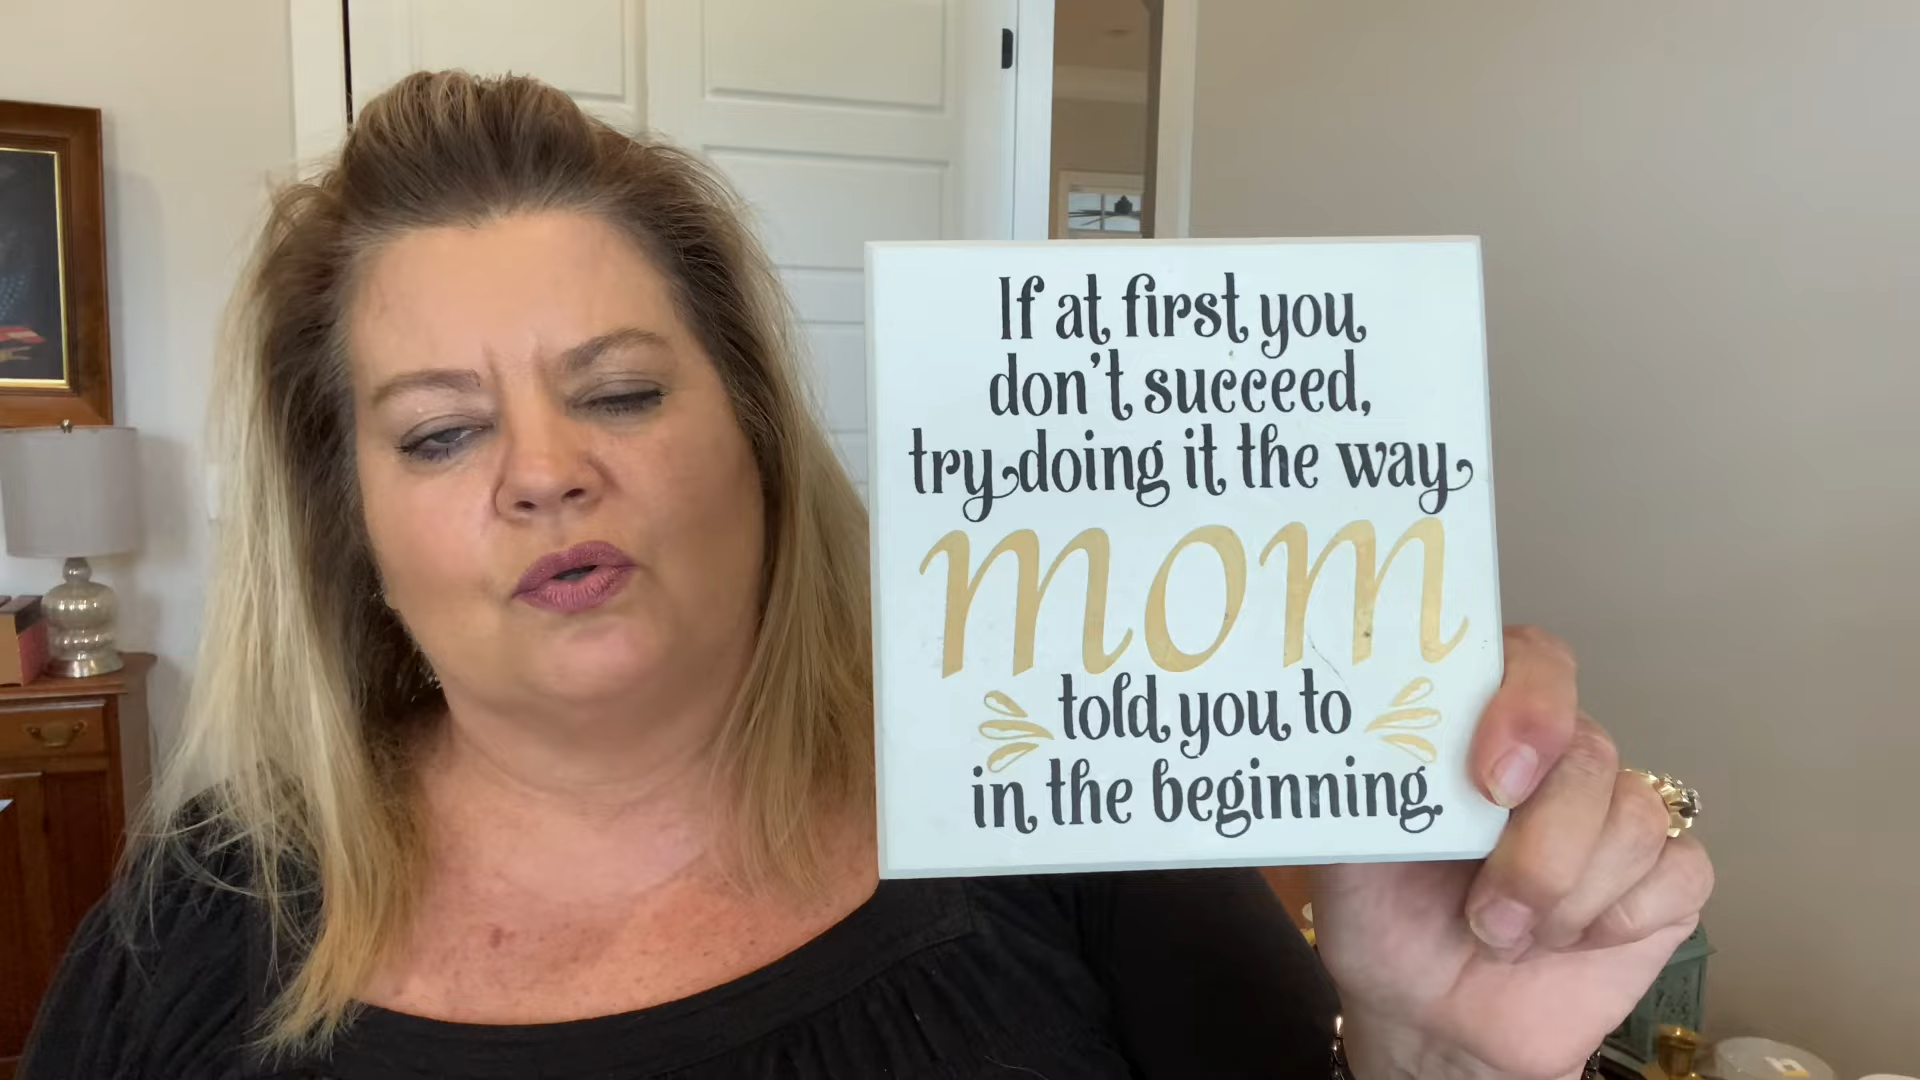 If at first you
don't succeed,
try doing it the way
mom
told you to
in the beginning.